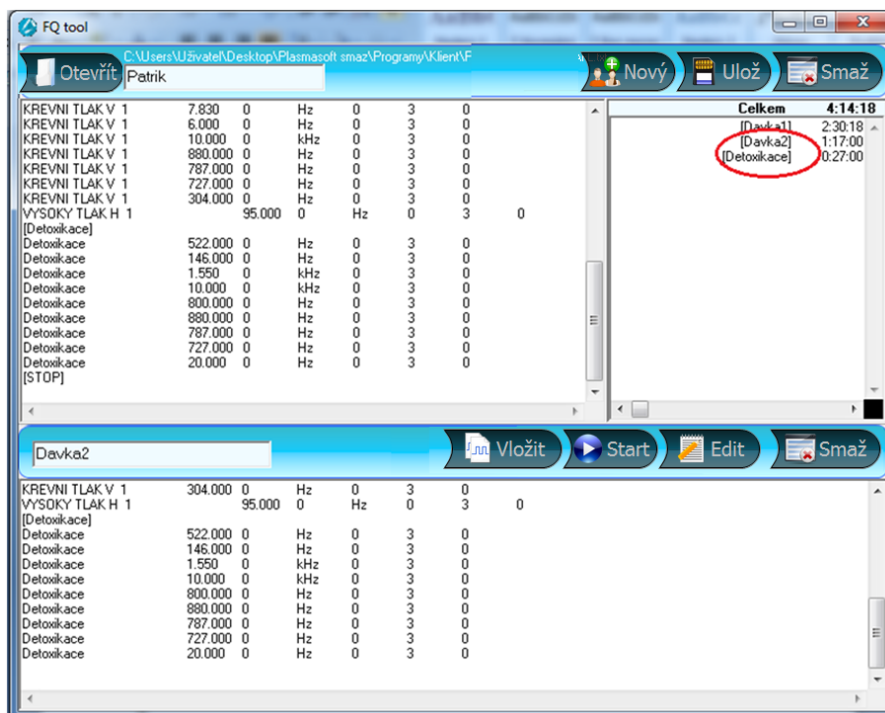 FQ tool
C:\Users\Uživatel\Desktop\Plasmasoft smaz\Programy\Klient\P
Otevřít Patrik Nový Ulož Smaž
KREVNI TLAK V 1 7.830 0 Hz 0 3 0
KREVNI TLAK V 1 6.000 0 Hz 0 3 0
KREVNI TLAK V 1 10.000 0 kHz 0 3 0
KREVNI TLAK V 1 880.000 0 Hz 0 3 0
KREVNI TLAK V 1 787.000 0 Hz 0 3 0
KREVNI TLAK V 1 727.000 0 Hz 0 3 0
KREVNI TLAK V 1 304.000 0 Hz 0 3 0
VYSOKY TLAK H 1 95.000 0 Hz 0 3 0
[Detoxikace]
Detoxikace 522.000 0 Hz 0 3 0
Detoxikace 146.000 0 Hz 0 3 0
Detoxikace 1.550 0 kHz 0 3 0
Detoxikace 10.000 0 kHz 0 3 0
Detoxikace 800.000 0 Hz 0 3 0
Detoxikace 880.000 0 Hz 0 3 0
Detoxikace 787.000 0 Hz 0 3 0
Detoxikace 727.000 0 Hz 0 3 0
Detoxikace 20.000 0 Hz 0 3 0
[STOP]
Celkem 4:14:18
[Davka1] 2:30:18
[Davka2] 1:17:00
[Detoxikace] 0:27:00
Davka2 Vložit Start Edit Smaž
KREVNI TLAK V 1 304.000 0 Hz 0 3 0
VYSOKY TLAK H 1 95.000 0 Hz 0 3 0
[Detoxikace]
Detoxikace 522.000 0 Hz 0 3 0
Detoxikace 146.000 0 Hz 0 3 0
Detoxikace 1.550 0 kHz 0 3 0
Detoxikace 10.000 0 kHz 0 3 0
Detoxikace 800.000 0 Hz 0 3 0
Detoxikace 880.000 0 Hz 0 3 0
Detoxikace 787.000 0 Hz 0 3 0
Detoxikace 727.000 0 Hz 0 3 0
Detoxikace 20.000 0 Hz 0 3 0